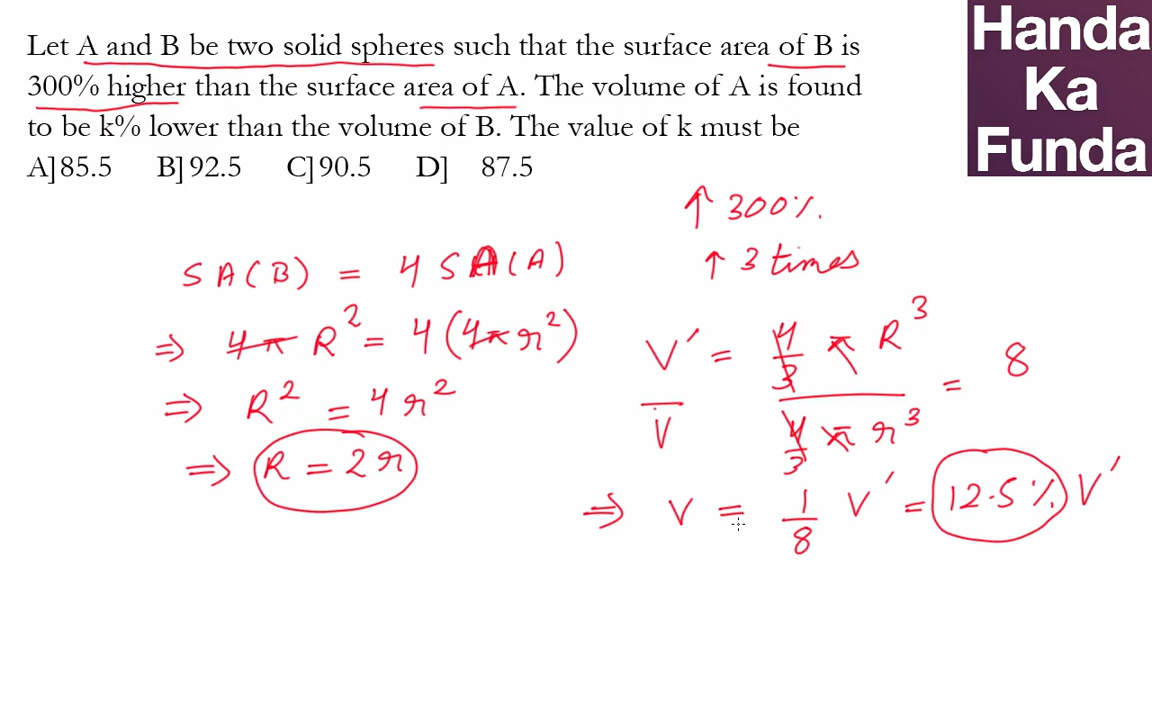 Let A and B be two solid spheres such that the surface area of B is
300% higher than the surface area of A. The volume of A is found
to be k% lower than the volume of B. The value of k must be
A] 85.5 B] 92.5 C] 90.5 D] 87.5
Handa
Ka
Funda
↑ 300%.
↑ 3 times
SA(B) = 4 SA(A)
⇒ 4π R² = 4(4π r²)
⇒ R² = 4r²
⇒ R = 2r
V'/V = (4/3 π R³)/(4/3 π r³) = 8
⇒ V = 1/8 V' = 12.5% V'